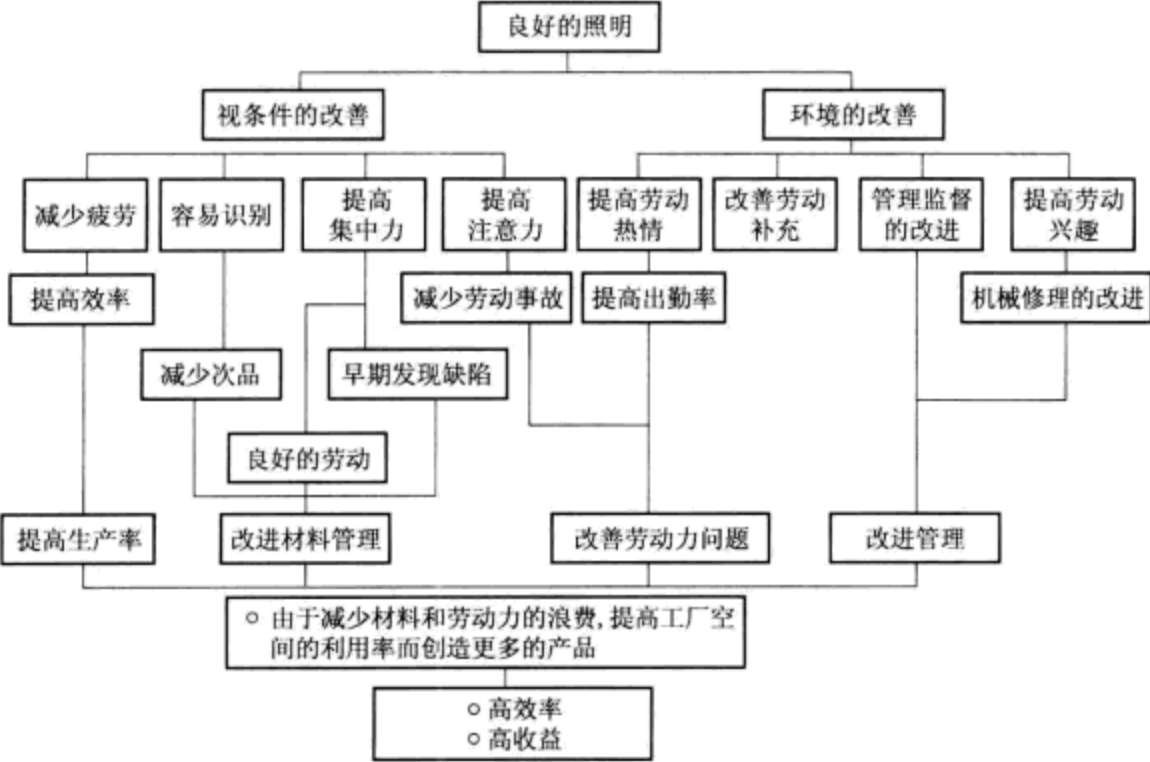 良好的照明
视条件的改善
环境的改善
减少疲劳
容易识别
提高
集中力
提高
注意力
提高劳动
热情
改善劳动
补充
管理监督
的改进
提高劳动
兴趣
提高效率
减少劳动事故
提高出勤率
机械修理的改进
减少次品
早期发现缺陷
良好的劳动
提高生产率
改进材料管理
改善劳动力问题
改进管理
○ 由于减少材料和劳动力的浪费,提高工厂空
间的利用率而创造更多的产品
○ 高效率
○ 高收益